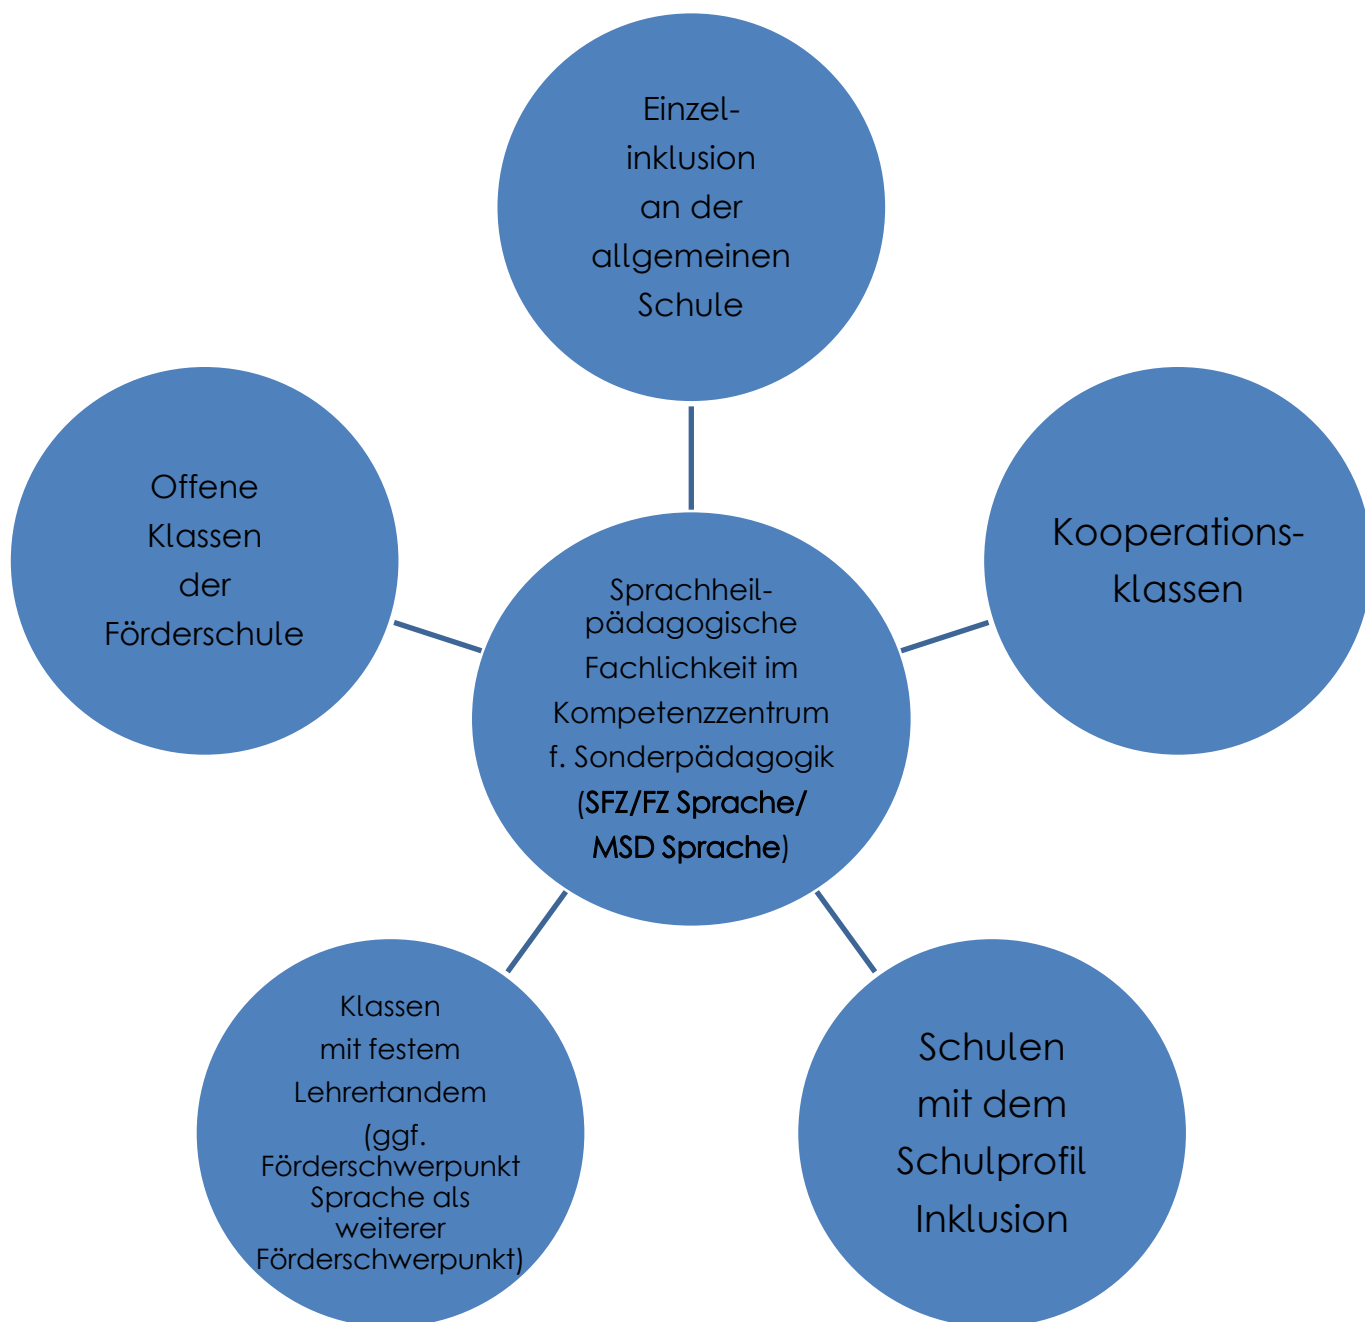 Einzel-
inklusion
an der
allgemeinen
Schule
Offene
Klassen
der
Förderschule
Kooperations-
klassen
Sprachheil-
pädagogische
Fachlichkeit im
Kompetenzzentrum
f. Sonderpädagogik
(SFZ/FZ Sprache/
MSD Sprache)
Klassen
mit festem
Lehrertandem
(ggf.
Förderschwerpunkt
Sprache als
weiterer
Förderschwerpunkt)
Schulen
mit dem
Schulprofil
Inklusion